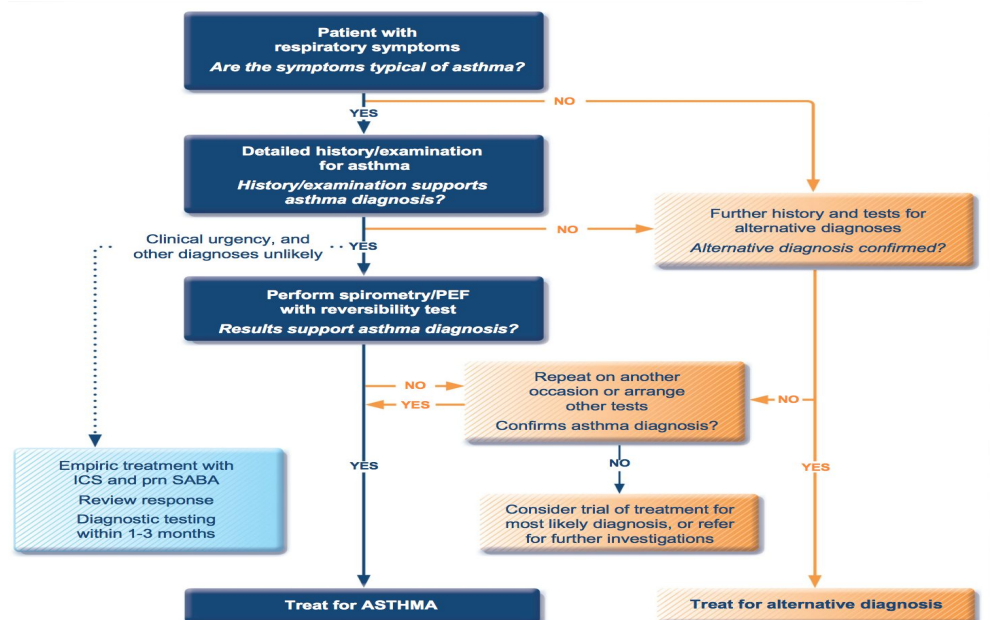 Patient with
respiratory symptoms
Are the symptoms typical of asthma?
NO
YES
Detailed history/examination
for asthma
History/examination supports
asthma diagnosis?
Further history and tests for
alternative diagnoses
Alternative diagnosis confirmed?
Clinical urgency, and
other diagnoses unlikely
YES
NO
Perform spirometry/PEF
with reversibility test
Results support asthma diagnosis?
Repeat on another
occasion or arrange
other tests
Confirms asthma diagnosis?
NO
YES
NO
Empiric treatment with
ICS and prn SABA
Review response
Diagnostic testing
within 1-3 months
YES
NO
YES
Consider trial of treatment for
most likely diagnosis, or refer
for further investigations
Treat for ASTHMA
Treat for alternative diagnosis